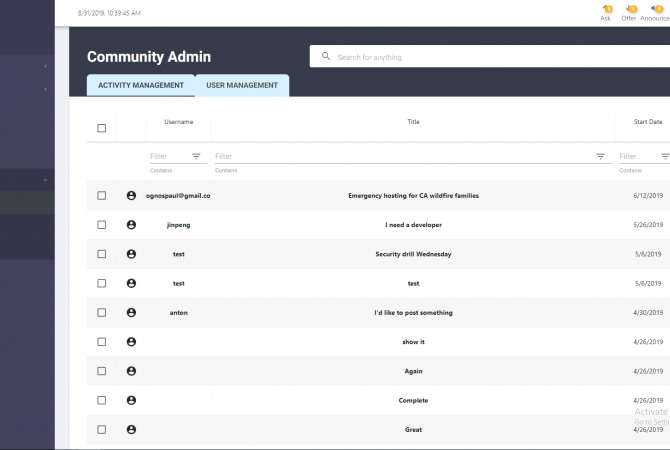 8/31/2019, 10:39:45 AM
Ask Offer Announce
Community Admin
Search for anything
ACTIVITY MANAGEMENT USER MANAGEMENT
Username Title Start Date
Filter Filter Filter
Contains Contains Contains
ognospaul@gmail.co Emergency hosting for CA wildfire families 6/12/2019
jinpeng I need a developer 5/26/2019
test Security drill Wednesday 5/6/2019
test test 5/6/2019
anton I'd like to post something 4/30/2019
show it 4/26/2019
Again 4/26/2019
Complete 4/26/2019
Activate
Go to Setti
Great 4/26/2019